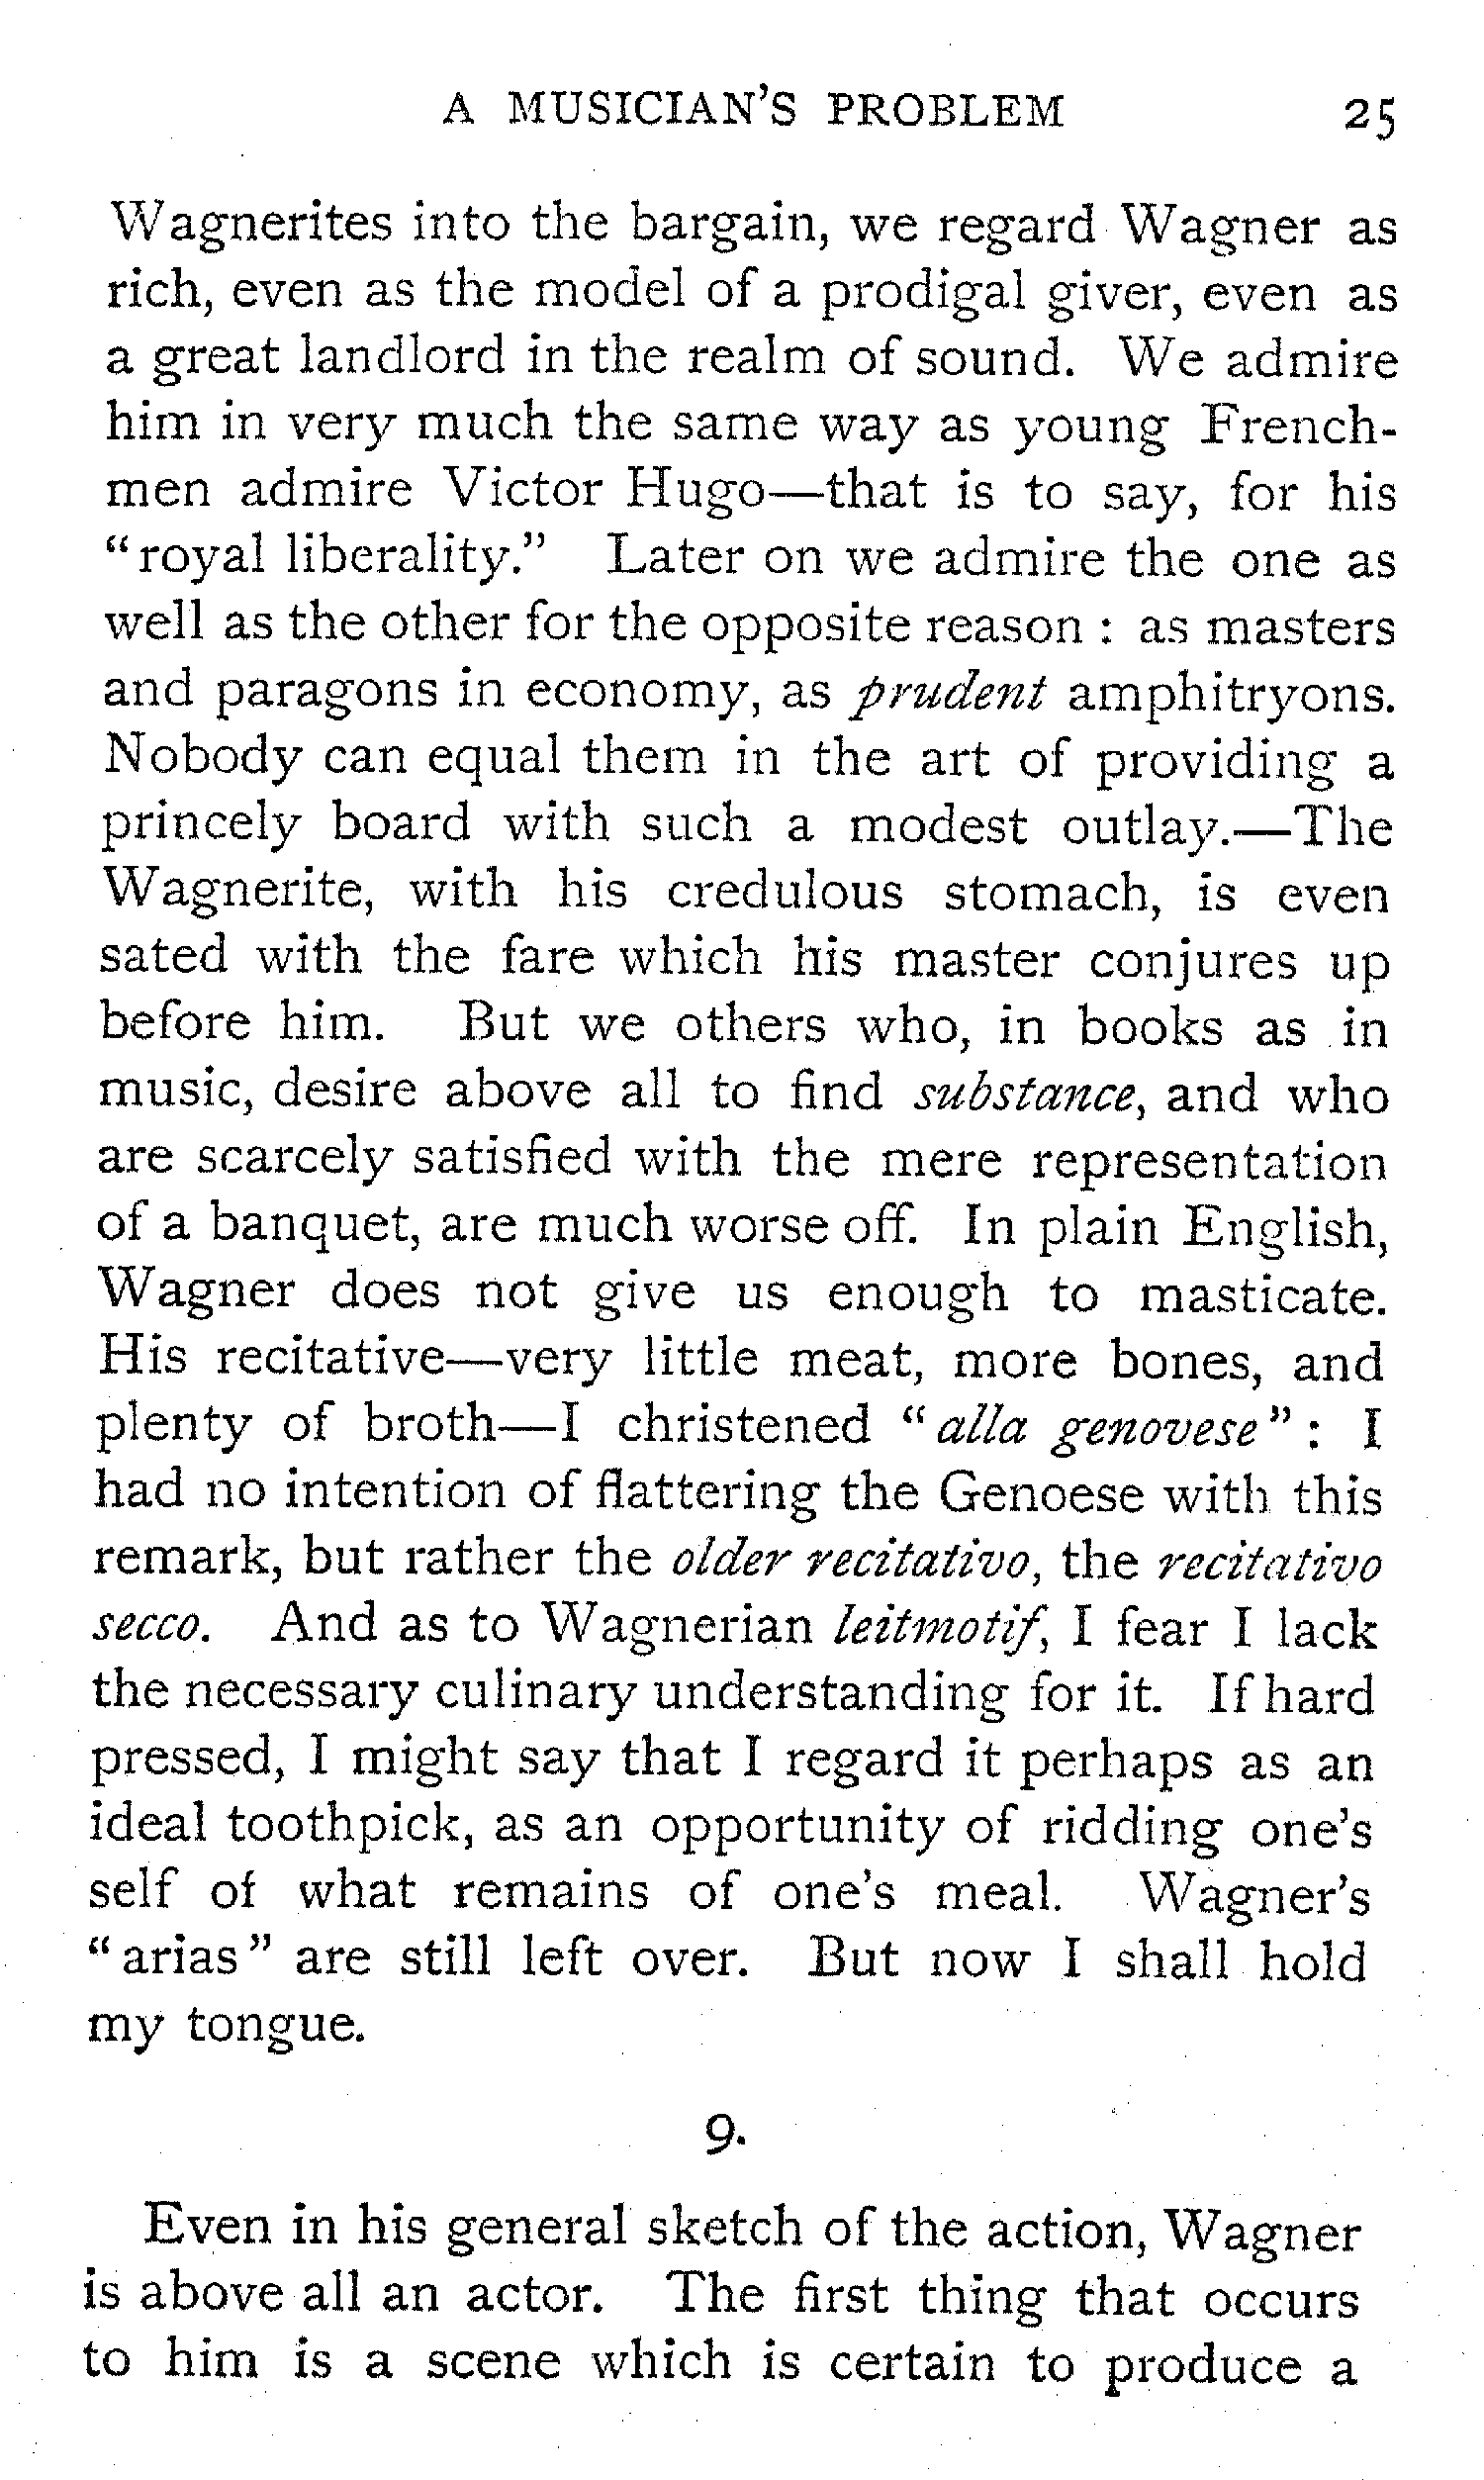 A MUSICIAN'S PROBLEM 25
Wagnerites into the bargain, we regard Wagner as
rich, even as the model of a prodigal giver, even as
a great landlord in the realm of sound. We admire
him in very much the same way as young French-
men admire Victor Hugo—that is to say, for his
"royal liberality." Later on we admire the one as
well as the other for the opposite reason : as masters
and paragons in economy, as prudent amphitryons.
Nobody can equal them in the art of providing a
princely board with such a modest outlay.—The
Wagnerite, with his credulous stomach, is even
sated with the fare which his master conjures up
before him. But we others who, in books as in
music, desire above all to find substance, and who
are scarcely satisfied with the mere representation
of a banquet, are much worse off. In plain English,
Wagner does not give us enough to masticate.
His recitative—very little meat, more bones, and
plenty of broth—I christened "alla genovese": I
had no intention of flattering the Genoese with this
remark, but rather the older recitativo, the recitativo
secco. And as to Wagnerian leitmotif, I fear I lack
the necessary culinary understanding for it. If hard
pressed, I might say that I regard it perhaps as an
ideal toothpick, as an opportunity of ridding one's
self of what remains of one's meal. Wagner's
"arias" are still left over. But now I shall hold
my tongue.
9.
Even in his general sketch of the action, Wagner
is above all an actor. The first thing that occurs
to him is a scene which is certain to produce a